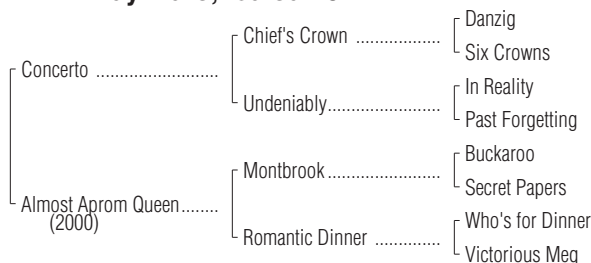 Danzig
Chief's Crown ..................
Six Crowns
Concerto ..........................
In Reality
Undeniably.......................
Past Forgetting
Buckaroo
Montbrook.......................
Secret Papers
Almost Aprom Queen........
(2000)
Who's for Dinner
Romantic Dinner ..............
Victorious Meg